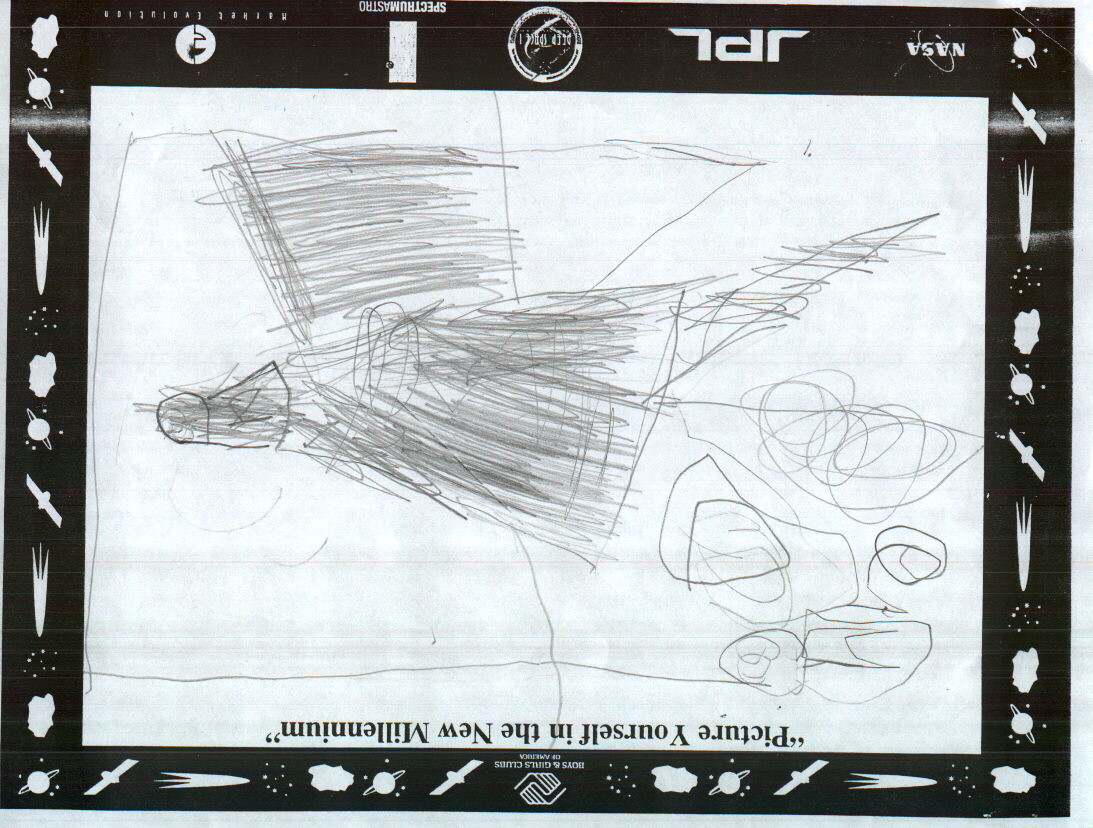 BOYS & GIRLS CLUBS
OF AMERICA
“Picture Yourself in the New Millennium”
NASA
JPL
DEEP SPACE 1
SPECTRUMASTRO
Market Evolution